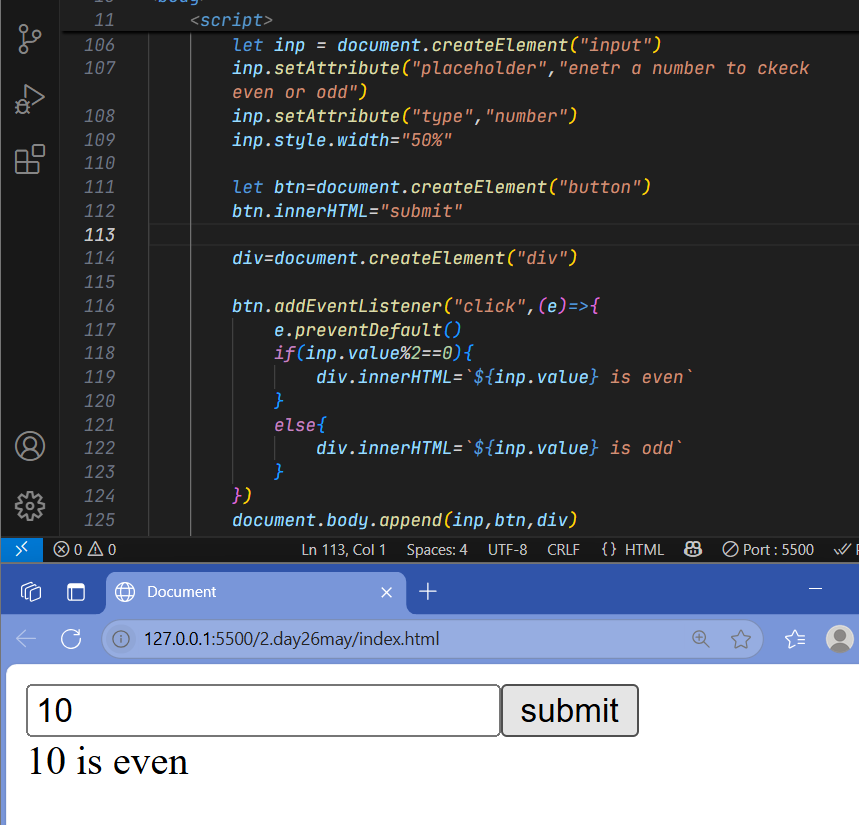 11 <script>
106 let inp = document.createElement("input")
107 inp.setAttribute("placeholder","enetr a number to ckeck
even or odd")
108 inp.setAttribute("type","number")
109 inp.style.width="50%"
110
111 let btn=document.createElement("button")
112 btn.innerHTML="submit"
113
114 div=document.createElement("div")
115
116 btn.addEventListener("click",(e)=>{
117 e.preventDefault()
118 if(inp.value%2==0){
119 div.innerHTML=`${inp.value} is even`
120 }
121 else{
122 div.innerHTML=`${inp.value} is odd`
123 }
124 })
125 document.body.append(inp,btn,div)
0 0 Ln 113, Col 1 Spaces: 4 UTF-8 CRLF {} HTML Port : 5500
Document
127.0.0.1:5500/2.day26may/index.html
10 submit
10 is even